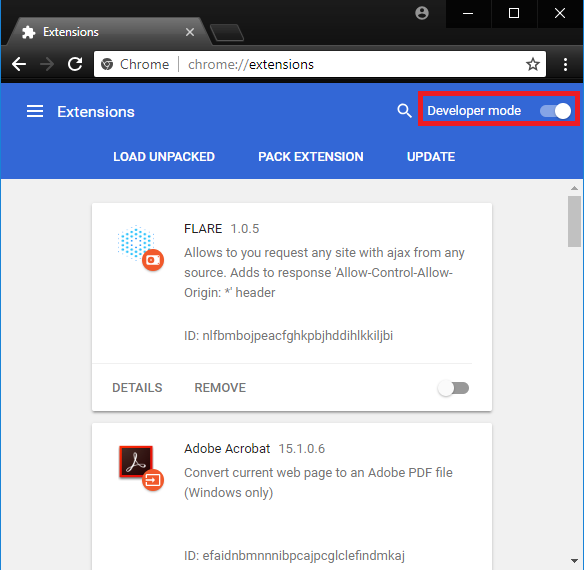 Extensions
Chrome chrome://extensions
Extensions Developer mode
LOAD UNPACKED PACK EXTENSION UPDATE
FLARE 1.0.5
Allows to you request any site with ajax from any
source. Adds to response 'Allow-Control-Allow-
Origin: *' header
ID: nlfbmbojpeacfghkpbjhddihlkkiljbi
DETAILS REMOVE
Adobe Acrobat 15.1.0.6
Convert current web page to an Adobe PDF file
(Windows only)
ID: efaidnbmnnnibpcajpcglclefindmkaj